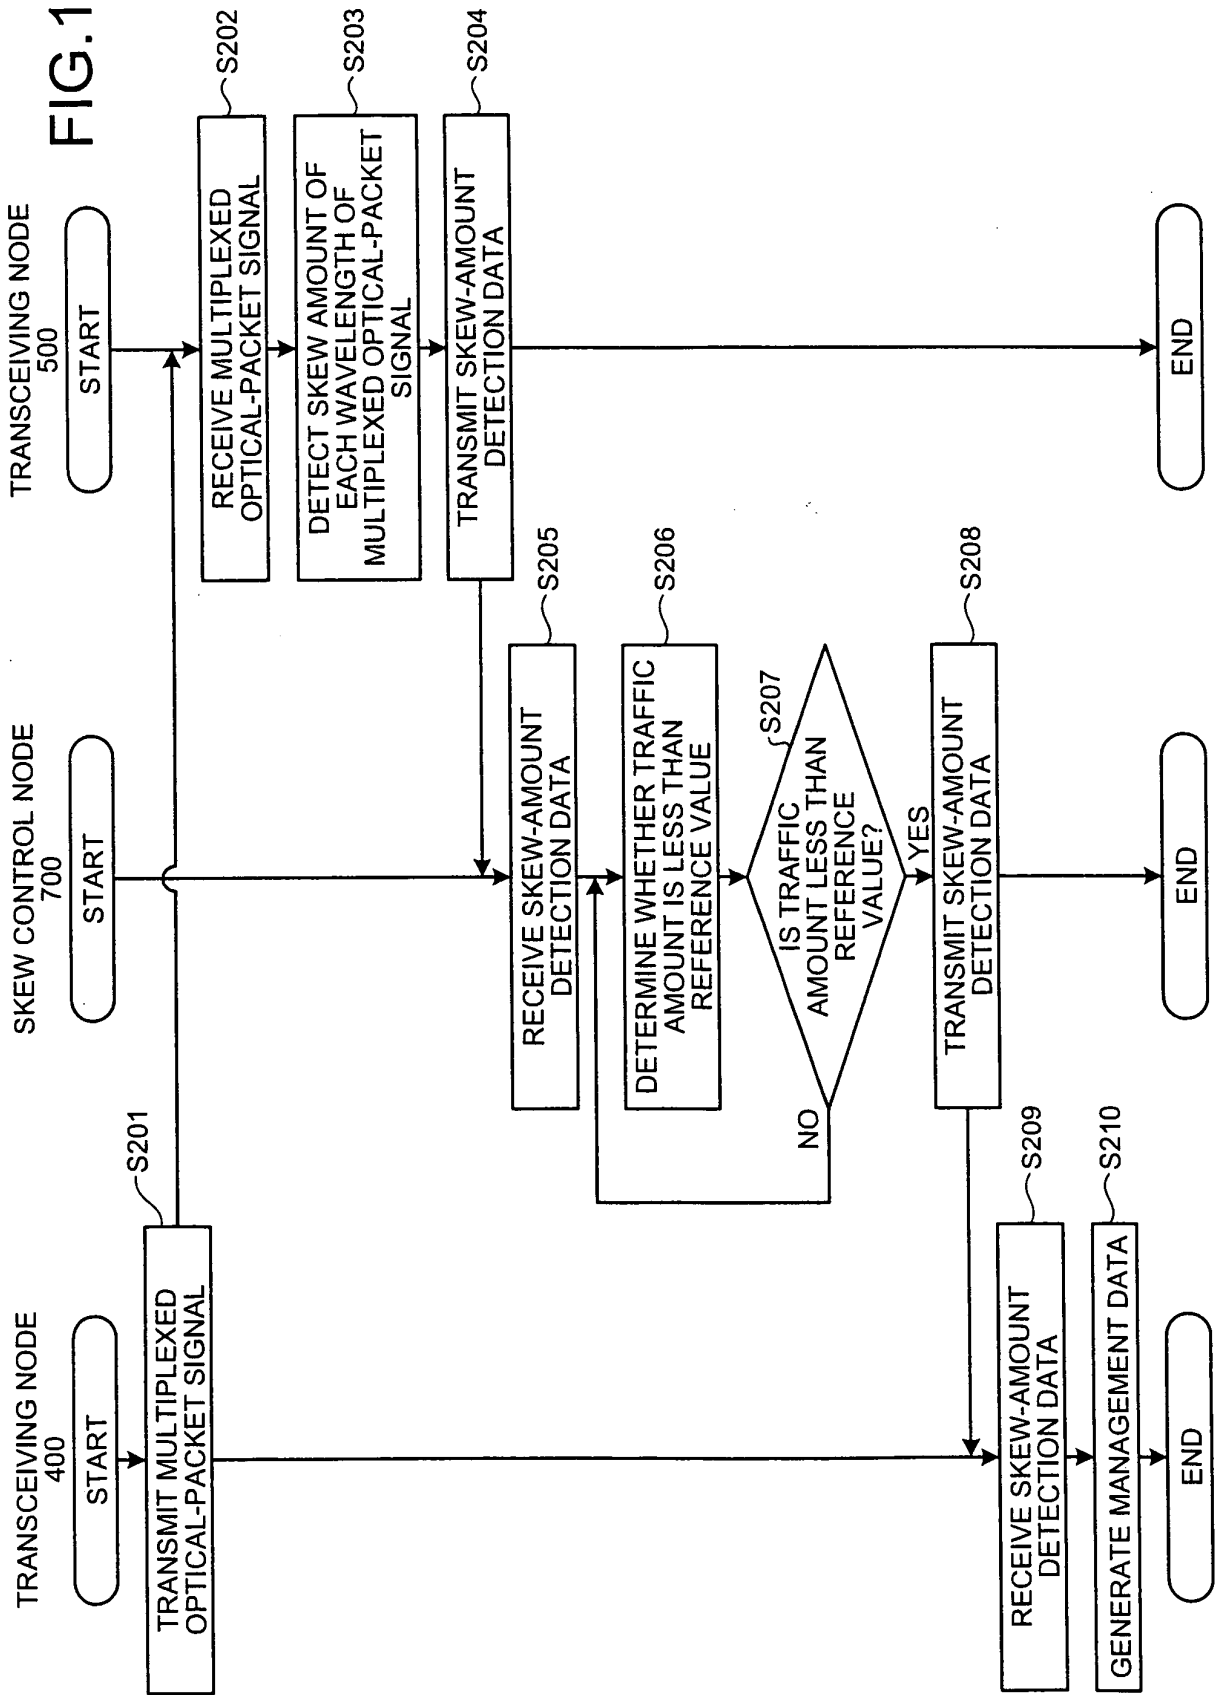 FIG.1
TRANSCEIVING NODE
400
START
TRANSMIT MULTIPLEXED
OPTICAL-PACKET SIGNAL
S201
RECEIVE SKEW-AMOUNT
DETECTION DATA
S209
GENERATE MANAGEMENT DATA
S210
END
SKEW CONTROL NODE
700
START
RECEIVE SKEW-AMOUNT
DETECTION DATA
S205
DETERMINE WHETHER TRAFFIC
AMOUNT IS LESS THAN
REFERENCE VALUE
S206
IS TRAFFIC
AMOUNT LESS THAN
REFERENCE
VALUE?
S207
NO
YES
TRANSMIT SKEW-AMOUNT
DETECTION DATA
S208
END
TRANSCEIVING NODE
500
START
RECEIVE MULTIPLEXED
OPTICAL-PACKET SIGNAL
S202
DETECT SKEW AMOUNT OF
EACH WAVELENGTH OF
MULTIPLEXED OPTICAL-PACKET
SIGNAL
S203
TRANSMIT SKEW-AMOUNT
DETECTION DATA
S204
END